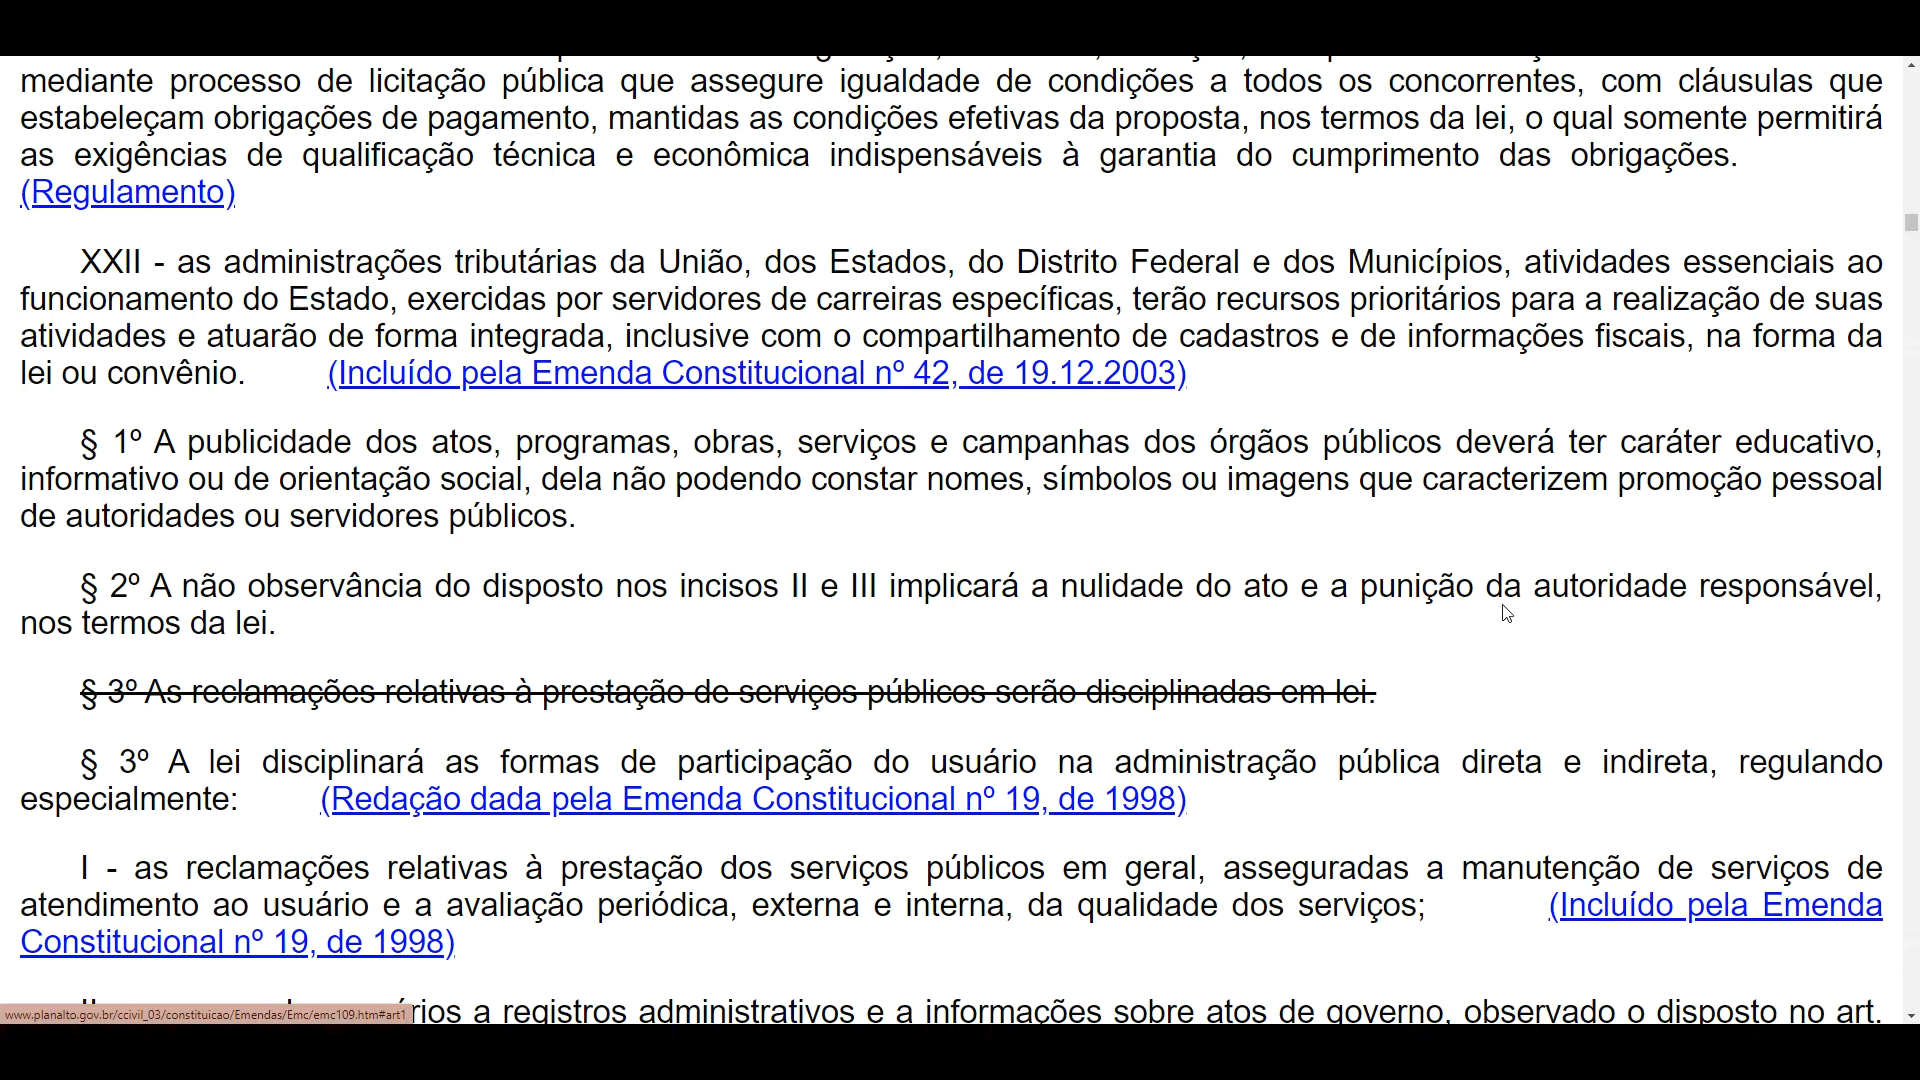 mediante processo de licitação pública que assegure igualdade de condições a todos os concorrentes, com cláusulas que
estabeleçam obrigações de pagamento, mantidas as condições efetivas da proposta, nos termos da lei, o qual somente permitirá
as exigências de qualificação técnica e econômica indispensáveis à garantia do cumprimento das obrigações.
(Regulamento)
XXII - as administrações tributárias da União, dos Estados, do Distrito Federal e dos Municípios, atividades essenciais ao
funcionamento do Estado, exercidas por servidores de carreiras específicas, terão recursos prioritários para a realização de suas
atividades e atuarão de forma integrada, inclusive com o compartilhamento de cadastros e de informações fiscais, na forma da
lei ou convênio. (Incluído pela Emenda Constitucional nº 42, de 19.12.2003)
§ 1º A publicidade dos atos, programas, obras, serviços e campanhas dos órgãos públicos deverá ter caráter educativo,
informativo ou de orientação social, dela não podendo constar nomes, símbolos ou imagens que caracterizem promoção pessoal
de autoridades ou servidores públicos.
§ 2º A não observância do disposto nos incisos II e III implicará a nulidade do ato e a punição da autoridade responsável,
nos termos da lei.
§ 3º As reclamações relativas à prestação de serviços públicos serão disciplinadas em lei.
§ 3º A lei disciplinará as formas de participação do usuário na administração pública direta e indireta, regulando
especialmente: (Redação dada pela Emenda Constitucional nº 19, de 1998)
I - as reclamações relativas à prestação dos serviços públicos em geral, asseguradas a manutenção de serviços de
atendimento ao usuário e a avaliação periódica, externa e interna, da qualidade dos serviços; (Incluído pela Emenda
Constitucional nº 19, de 1998)
a registros administrativos e a informações sobre atos de governo, observado o disposto no art.
www.planalto.gov.br/ccivil_03/constituicao/Emendas/Emc/emc109.htm#art1